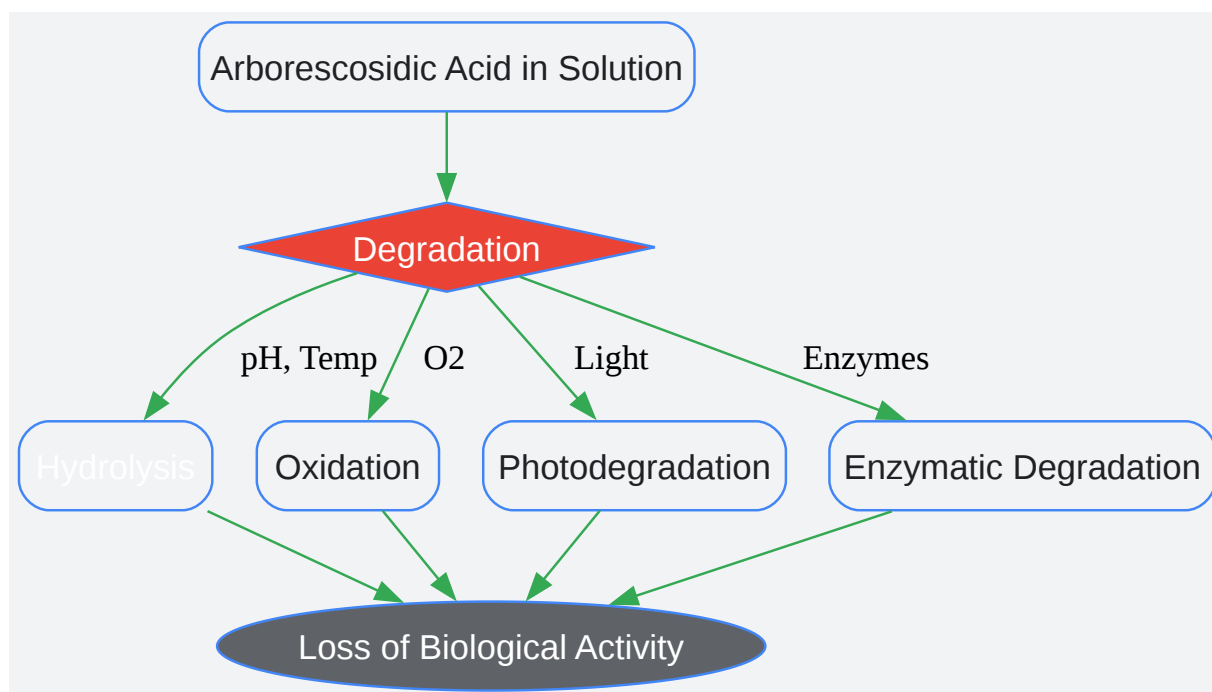 Arborescosidic Acid in Solution
Degradation
pH, Temp
O2
Light
Enzymes
Hydrolysis
Oxidation
Photodegradation
Enzymatic Degradation
Loss of Biological Activity